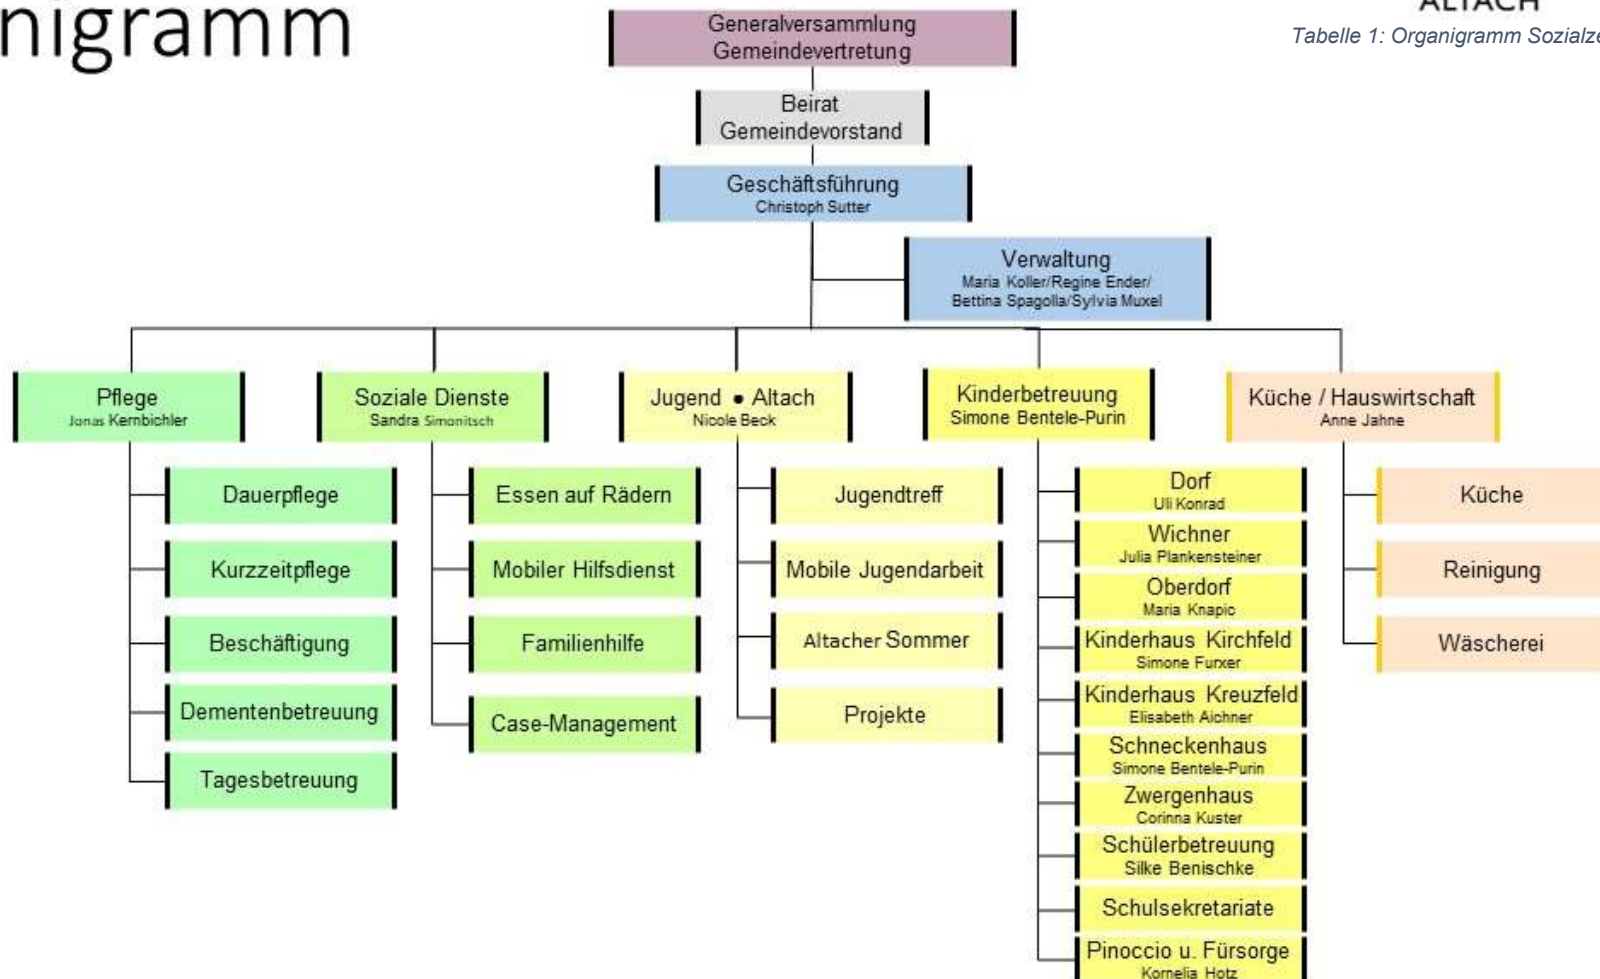 nigramm
ALTACH
Tabelle 1: Organigramm Sozialze
Generalversammlung
Gemeindevertretung
Beirat
Gemeindevorstand
Geschäftsführung
Christoph Sutter
Verwaltung
Maria Koller/Regine Ender/
Bettina Spagolla/Sylvia Muxel
Pflege
Jonas Kernbichler
Dauerpflege
Kurzzeitpflege
Beschäftigung
Dementenbetreuung
Tagesbetreuung
Soziale Dienste
Sandra Simonitsch
Essen auf Rädern
Mobiler Hilfsdienst
Familienhilfe
Case-Management
Jugend ● Altach
Nicole Beck
Jugendtreff
Mobile Jugendarbeit
Altacher Sommer
Projekte
Kinderbetreuung
Simone Bentele-Purin
Dorf
Uli Konrad
Wichner
Julia Plankensteiner
Oberdorf
Maria Knapic
Kinderhaus Kirchfeld
Simone Furxer
Kinderhaus Kreuzfeld
Elisabeth Aichner
Schneckenhaus
Simone Bentele-Purin
Zwergenhaus
Corinna Kuster
Schülerbetreuung
Silke Benischke
Schulsekretariate
Pinoccio u. Fürsorge
Kornelia Hotz
Küche / Hauswirtschaft
Anne Jahne
Küche
Reinigung
Wäscherei